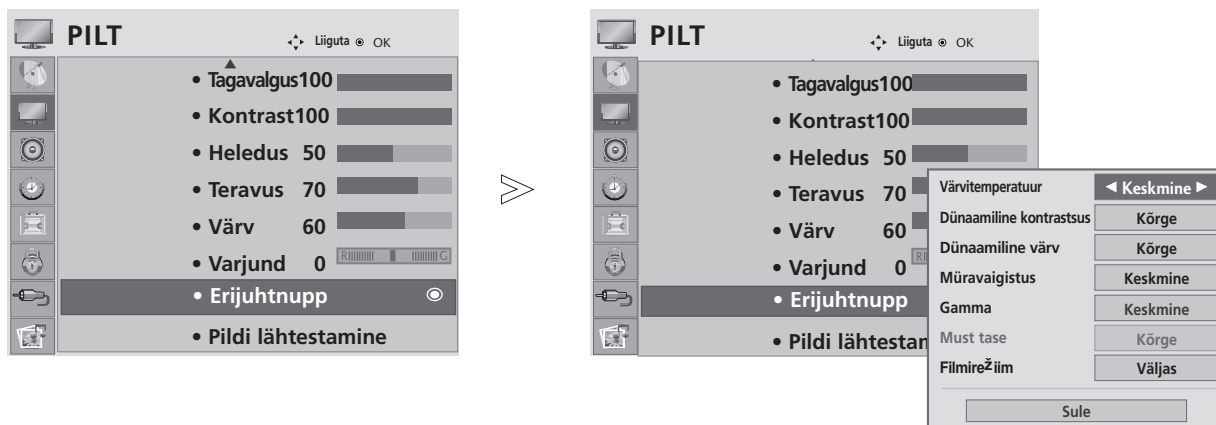 PILT
Liiguta OK
• Tagavalgus100
• Kontrast100
• Heledus 50
• Teravus 70
• Värv 60
• Varjund 0 R G
• Erijuhtnupp
• Pildi lähtestamine
PILT
Liiguta OK
• Tagavalgus100
• Kontrast100
• Heledus 50
• Teravus 70
• Värv 60
• Varjund 0 R
• Erijuhtnupp
• Pildi lähtestam
Värvitemperatuur ◄ Keskmine ►
Dünaamiline kontrastsus Kõrge
Dünaamiline värv Kõrge
Müravaigistus Keskmine
Gamma Keskmine
Must tase Kõrge
Filmirežiim Väljas
Sule